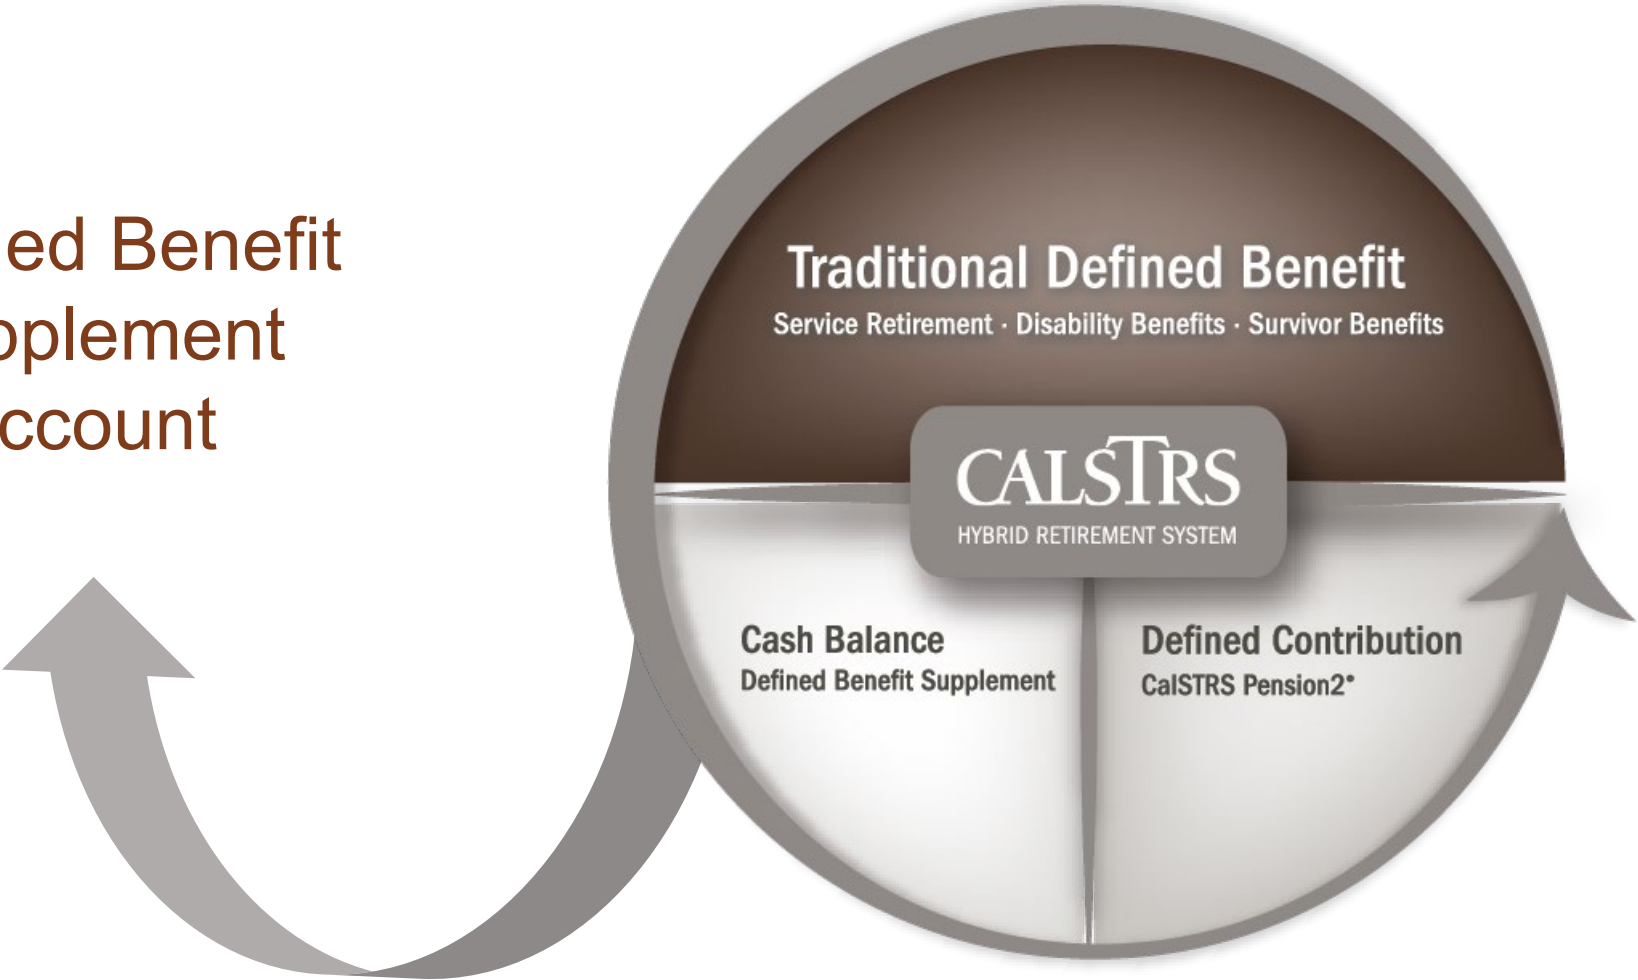 ed Benefit
pplement
ccount
Traditional Defined Benefit
Service Retirement · Disability Benefits · Survivor Benefits
CALSTRS
HYBRID RETIREMENT SYSTEM
Cash Balance
Defined Benefit Supplement
Defined Contribution
CalSTRS Pension2®